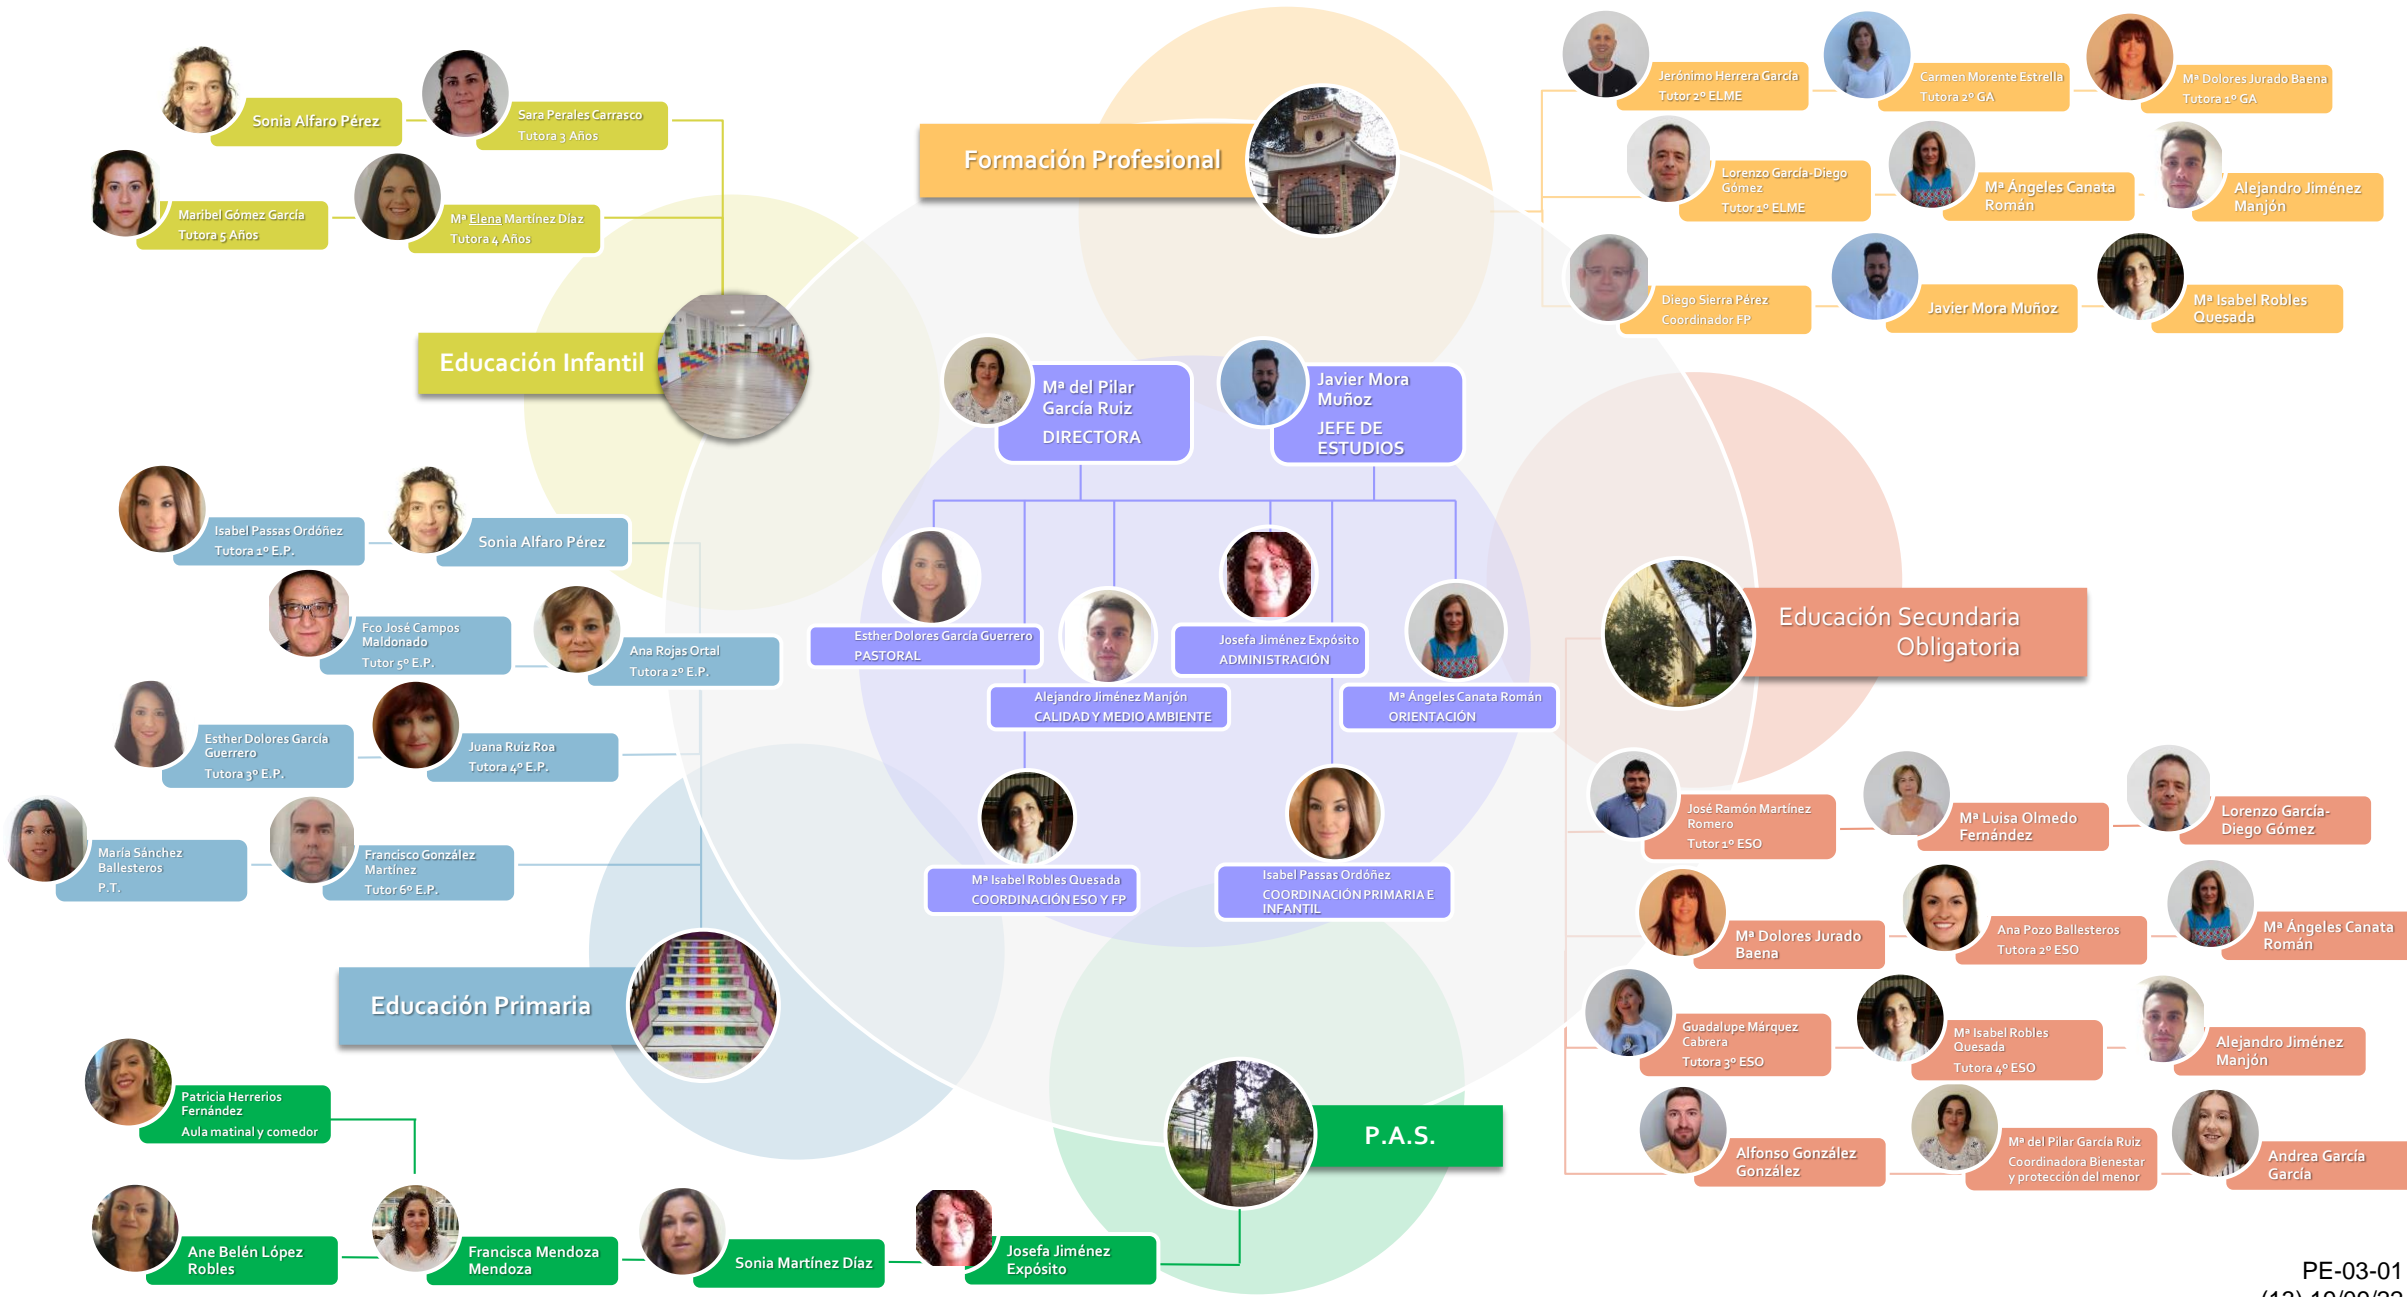 Sonia Alfaro Pérez
Sara Perales Carrasco
Tutora 3 Años
Maribel Gómez García
Tutora 5 Años
Mª Elena Martinez Díaz
Tutora 4 Años
Educación Infantil
Formación Profesional
Jerónimo Herrera García
Tutor 2º ELME
Carmen Morente Estrella
Tutora 2º GA
Mª Dolores Jurado Baena
Tutora 1º GA
Lorenzo García-Diego
Gómez
Tutor 1º ELME
Mª Ángeles Canata
Román
Alejandro Jiménez
Manjón
Diego Sierra Pérez
Coordinador FP
Javier Mora Muñoz
Mª Isabel Robles
Quesada
Mª del Pilar
García Ruiz
DIRECTORA
Javier Mora
Muñoz
JEFE DE
ESTUDIOS
Esther Dolores García Guerrero
PASTORAL
Alejandro Jiménez Manjón
CALIDAD Y MEDIO AMBIENTE
Josefa Jiménez Expósito
ADMINISTRACIÓN
Mª Ángeles Canata Román
ORIENTACIÓN
Mª Isabel Robles Quesada
COORDINACIÓN ESO Y FP
Isabel Passas Ordóñez
COORDINACIÓN PRIMARIA E
INFANTIL
Isabel Passas Ordóñez
Tutora 1º E.P.
Sonia Alfaro Pérez
Fco José Campos
Maldonado
Tutor 5º E.P.
Ana Rojas Ortal
Tutora 2º E.P.
Esther Dolores García
Guerrero
Tutora 3º E.P.
Juana Ruiz Roa
Tutora 4º E.P.
María Sánchez
Ballesteros
P.T.
Francisco González
Martínez
Tutor 6º E.P.
Educación Primaria
Educación Secundaria
Obligatoria
José Ramón Martínez
Romero
Tutor 1º ESO
Mª Luisa Olmedo
Fernández
Lorenzo García-
Diego Gómez
Mª Dolores Jurado
Baena
Ana Pozo Ballesteros
Tutora 2º ESO
Mª Ángeles Canata
Román
Guadalupe Márquez
Cabrera
Tutora 3º ESO
Mª Isabel Robles
Quesada
Tutora 4º ESO
Alejandro Jiménez
Manjón
Alfonso González
González
Mª del Pilar García Ruiz
Coordinadora Bienestar
y protección del menor
Andrea García
García
P.A.S.
Patricia Herrerios
Fernández
Aula matinal y comedor
Ane Belén López
Robles
Francisca Mendoza
Mendoza
Sonia Martínez Díaz
Josefa Jiménez
Expósito
PE-03-01